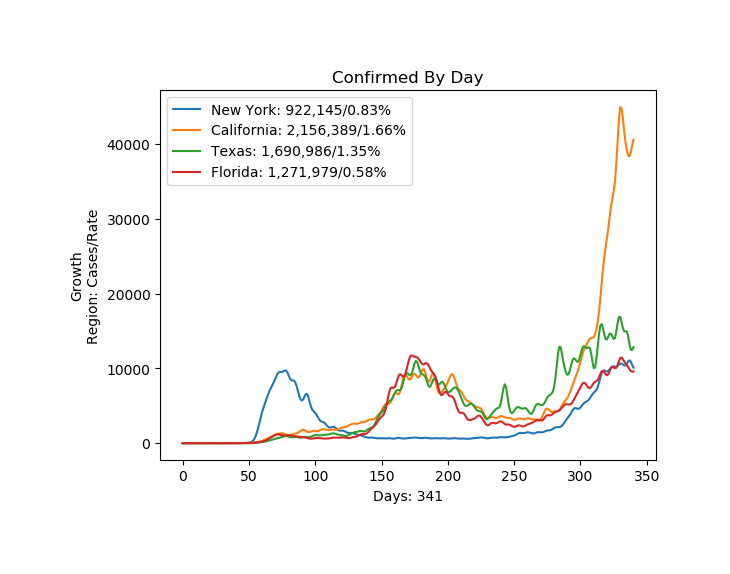 Confirmed By Day
New York: 922,145/0.83%
California: 2,156,389/1.66%
Texas: 1,690,986/1.35%
Florida: 1,271,979/0.58%
Growth
Region: Cases/Rate
40000
30000
20000
10000
0
0 50 100 150 200 250 300 350
Days: 341